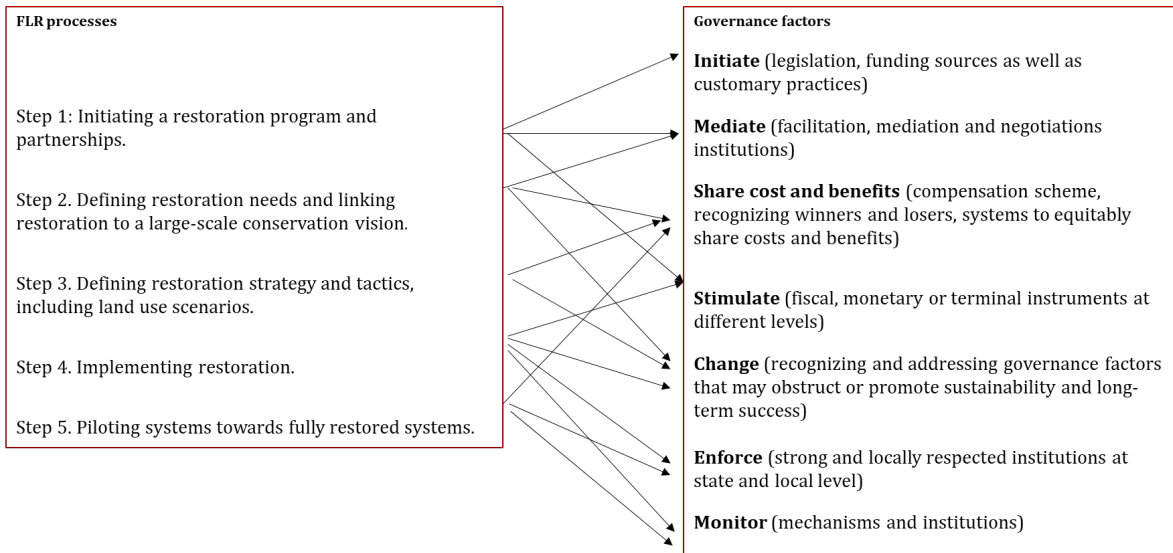 FLR processes
Step 1: Initiating a restoration program and
partnerships.
Step 2. Defining restoration needs and linking
restoration to a large-scale conservation vision.
Step 3. Defining restoration strategy and tactics,
including land use scenarios.
Step 4. Implementing restoration.
Step 5. Piloting systems towards fully restored systems.
Governance factors
Initiate (legislation, funding sources as well as
customary practices)
Mediate (facilitation, mediation and negotiations
institutions)
Share cost and benefits (compensation scheme,
recognizing winners and losers, systems to equitably
share costs and benefits)
Stimulate (fiscal, monetary or terminal instruments at
different levels)
Change (recognizing and addressing governance factors
that may obstruct or promote sustainability and long-
term success)
Enforce (strong and locally respected institutions at
state and local level)
Monitor (mechanisms and institutions)